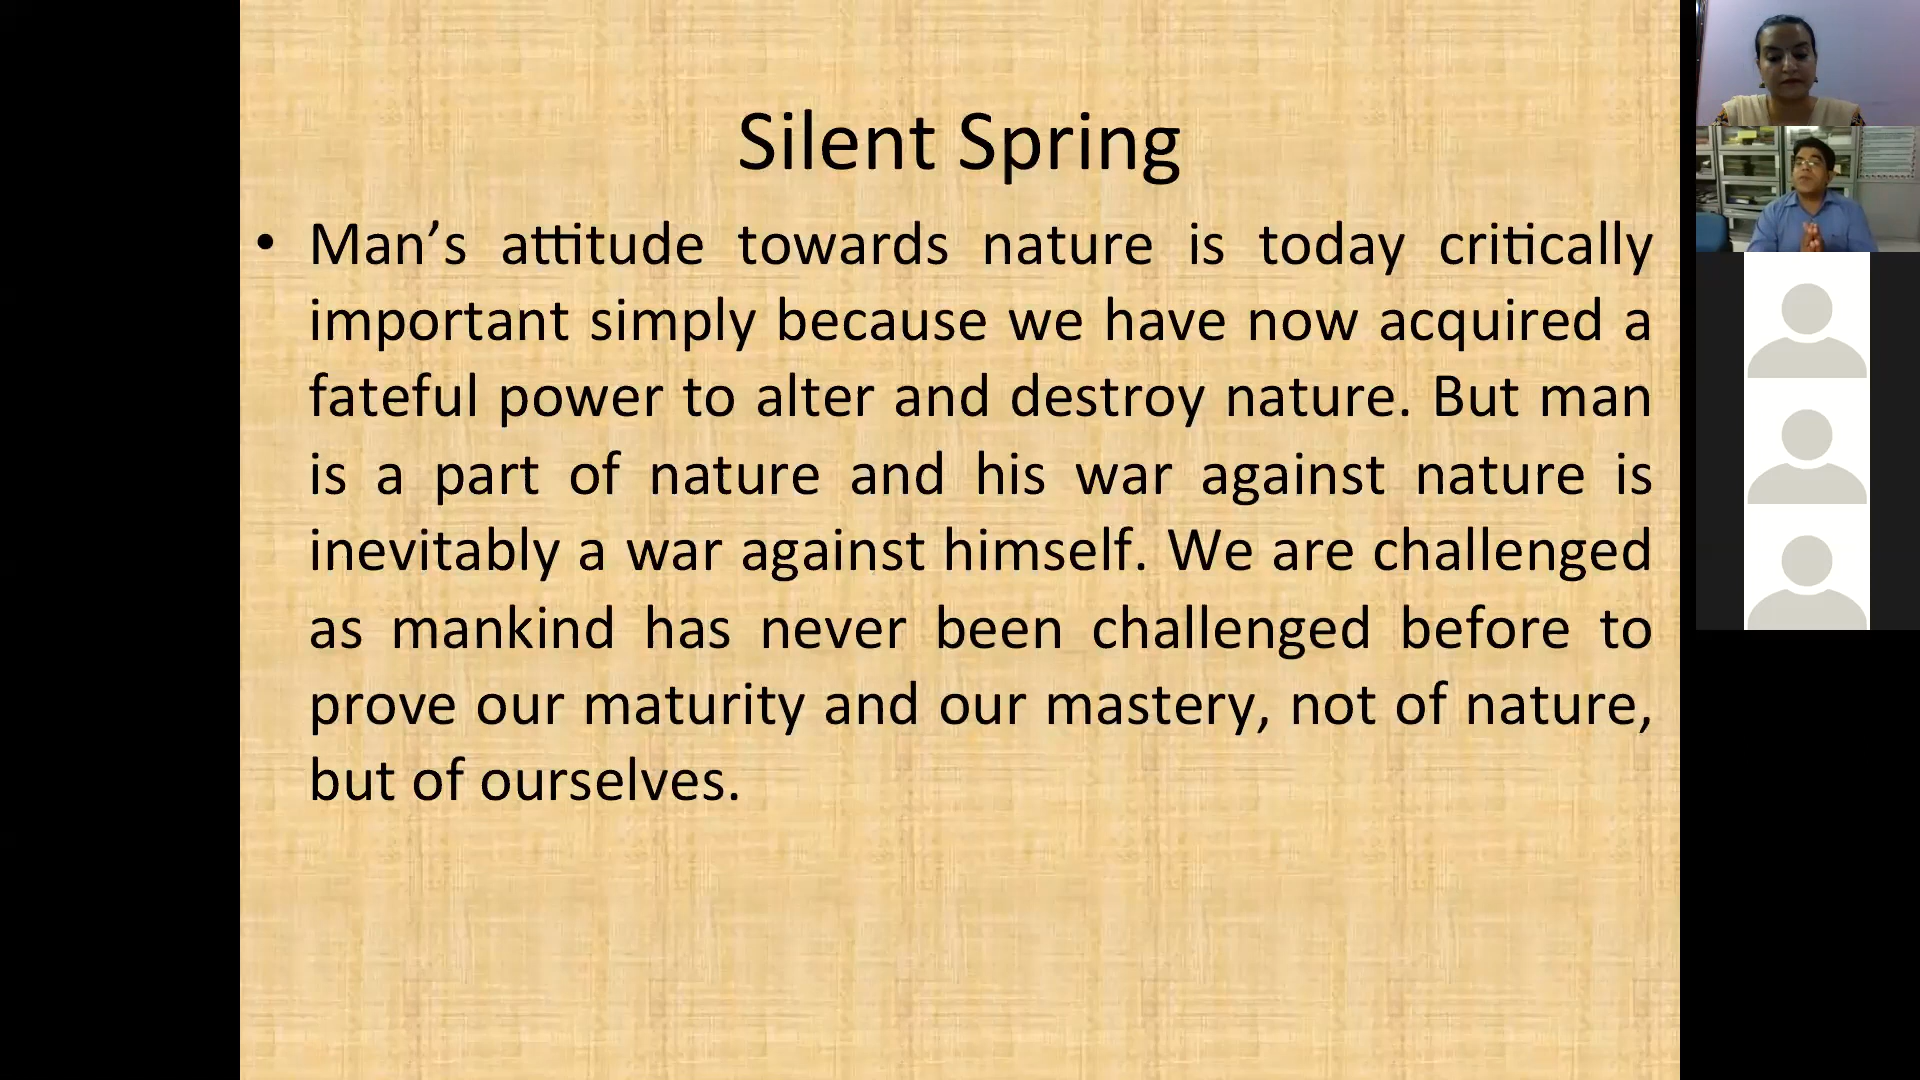 Silent Spring
• Man’s attitude towards nature is today critically
important simply because we have now acquired a
fateful power to alter and destroy nature. But man
is a part of nature and his war against nature is
inevitably a war against himself. We are challenged
as mankind has never been challenged before to
prove our maturity and our mastery, not of nature,
but of ourselves.